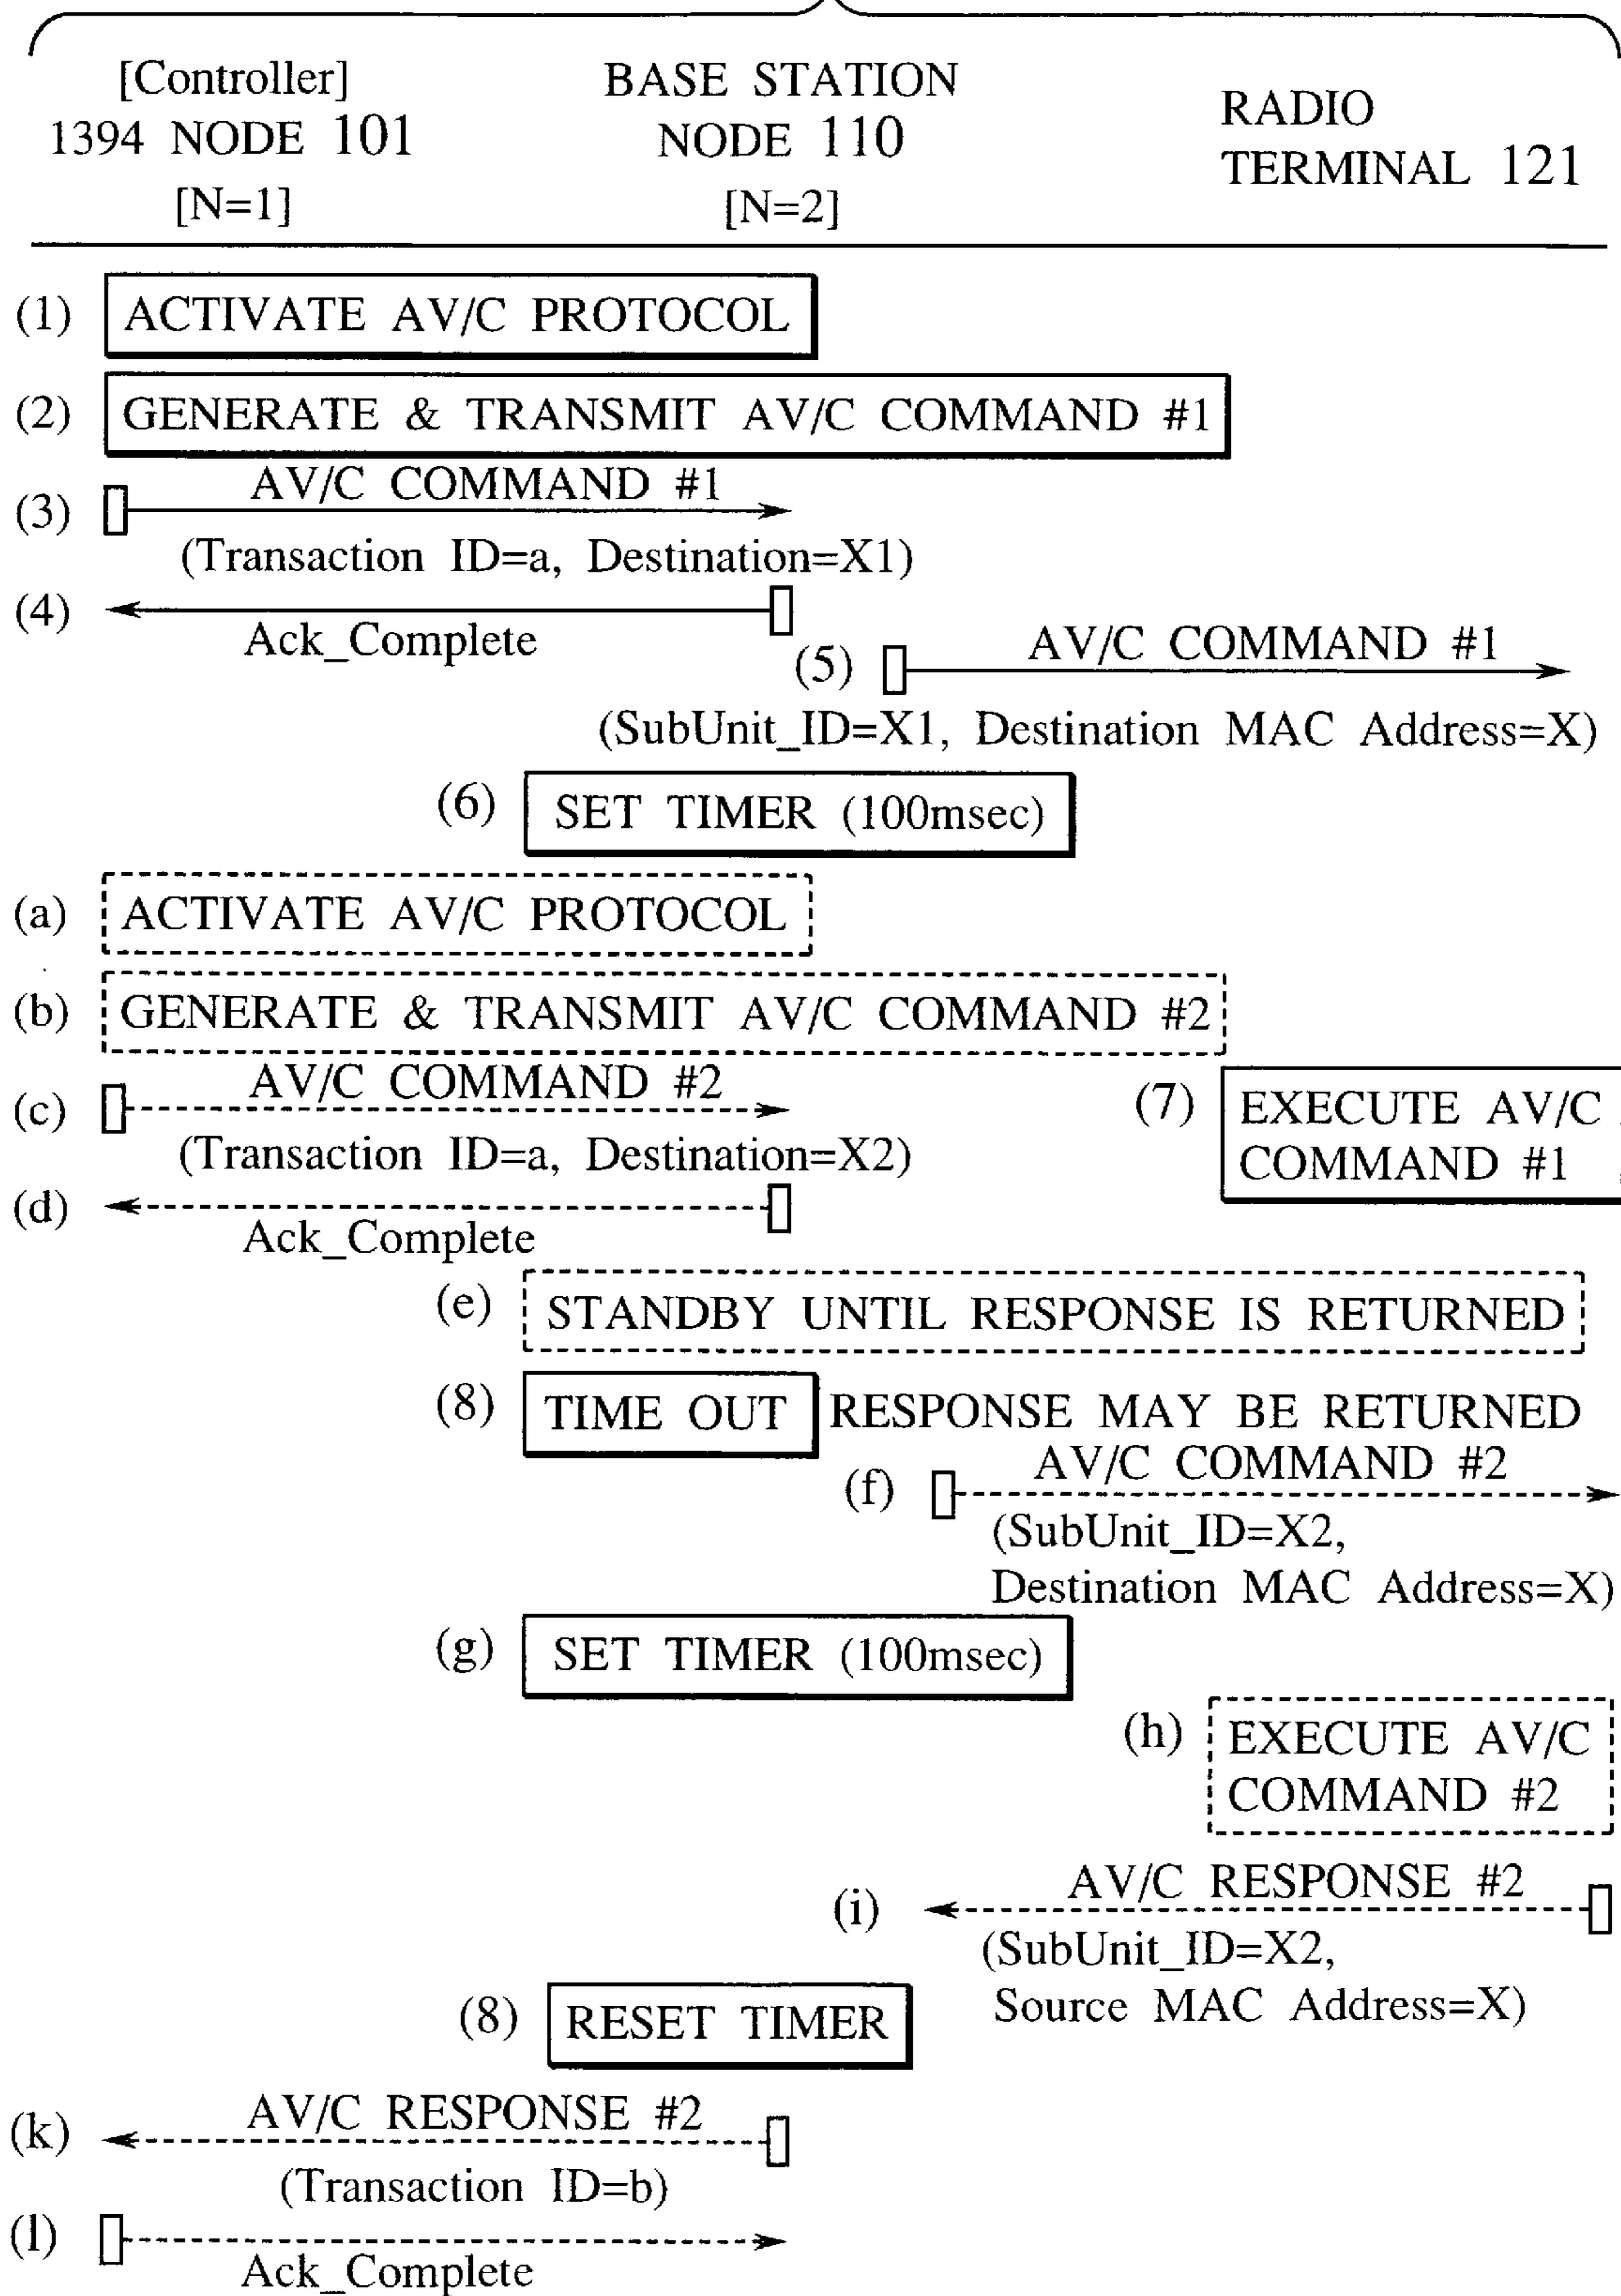 [Controller]
1394 NODE 101
[N=1]
BASE STATION
NODE 110
[N=2]
RADIO
TERMINAL 121
(1) ACTIVATE AV/C PROTOCOL
(2) GENERATE & TRANSMIT AV/C COMMAND #1
AV/C COMMAND #1
(3)
(Transaction ID=a, Destination=X1)
(4)
Ack_Complete
(5) AV/C COMMAND #1
(SubUnit_ID=X1, Destination MAC Address=X)
(6) SET TIMER (100msec)
(a) ACTIVATE AV/C PROTOCOL
(b) GENERATE & TRANSMIT AV/C COMMAND #2
AV/C COMMAND #2
(c)
(Transaction ID=a, Destination=X2)
(7) EXECUTE AV/C
COMMAND #1
(d)
Ack_Complete
(e) STANDBY UNTIL RESPONSE IS RETURNED
(8) TIME OUT RESPONSE MAY BE RETURNED
(f) AV/C COMMAND #2
(SubUnit_ID=X2,
Destination MAC Address=X)
(g) SET TIMER (100msec)
(h) EXECUTE AV/C
COMMAND #2
(i) AV/C RESPONSE #2
(SubUnit_ID=X2,
Source MAC Address=X)
(8) RESET TIMER
(k) AV/C RESPONSE #2
(Transaction ID=b)
(l)
Ack_Complete